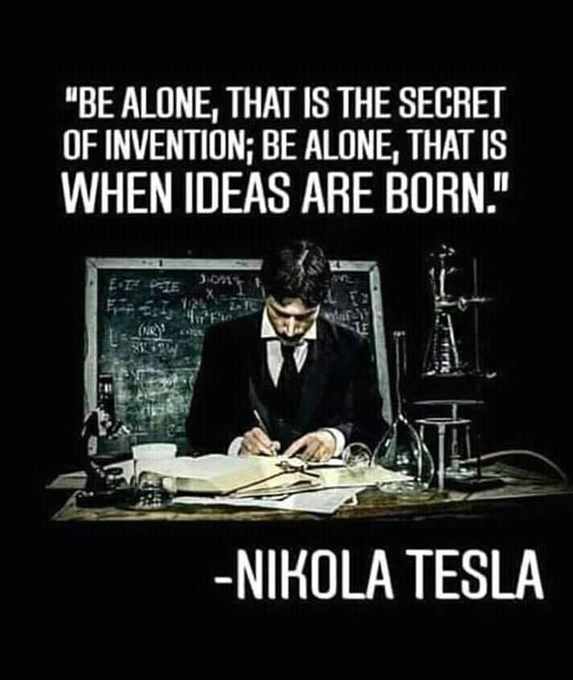 "BE ALONE, THAT IS THE SECRET
OF INVENTION; BE ALONE, THAT IS
WHEN IDEAS ARE BORN."
-NIKOLA TESLA